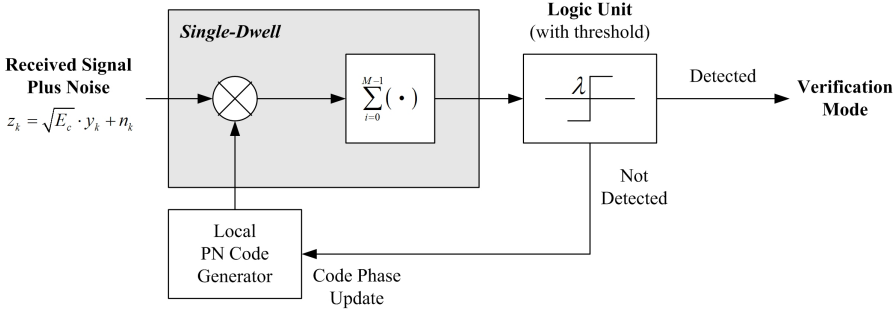 Logic Unit
(with threshold)
Single-Dwell
Received Signal
Plus Noise
z_k = √E_c · y_k + n_k
M−1
∑(•)
i=0
λ
Detected
Verification
Mode
Not
Detected
Local
PN Code
Generator
Code Phase
Update